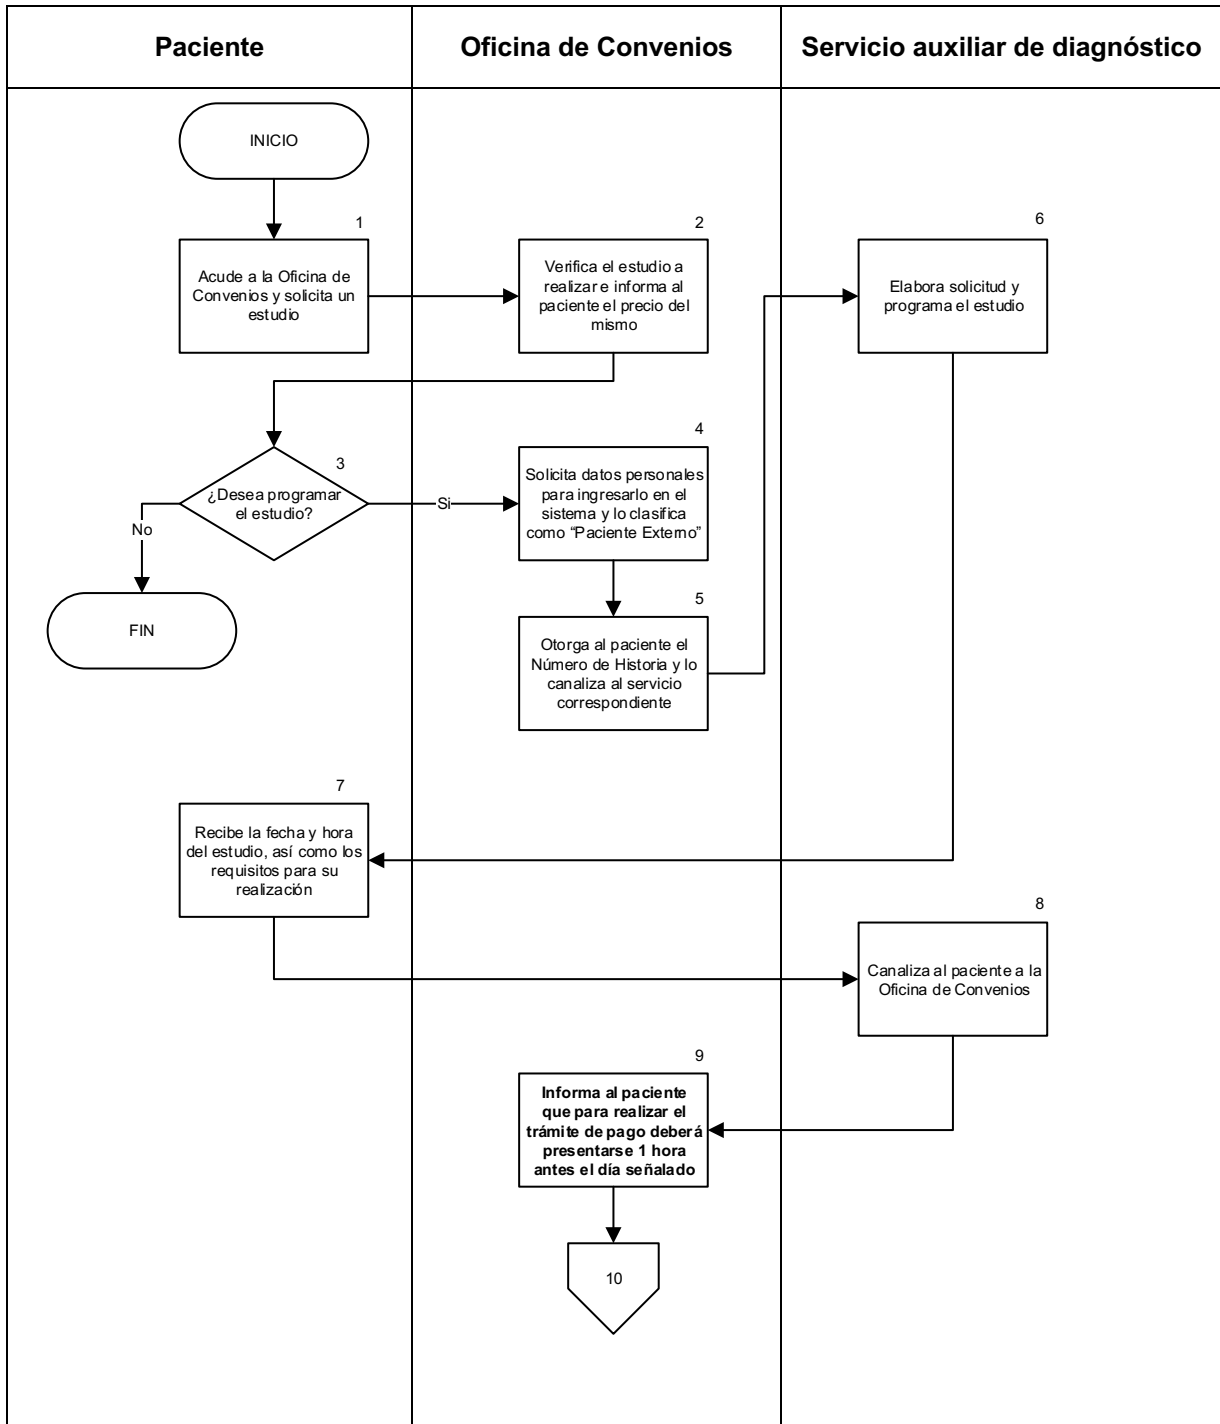 Paciente
Oficina de Convenios
Servicio auxiliar de diagnóstico
INICIO
1
Acude a la Oficina de
Convenios y solicita un
estudio
2
Verifica el estudio a
realizar e informa al
paciente el precio del
mismo
3
¿Desea programar
el estudio?
No
Si
FIN
4
Solicita datos personales
para ingresarlo en el
sistema y lo clasifica
como “Paciente Externo”
5
Otorga al paciente el
Número de Historia y lo
canaliza al servicio
correspondiente
6
Elabora solicitud y
programa el estudio
7
Recibe la fecha y hora
del estudio, así como los
requisitos para su
realización
8
Canaliza al paciente a la
Oficina de Convenios
9
Informa al paciente
que para realizar el
trámite de pago deberá
presentarse 1 hora
antes el día señalado
10